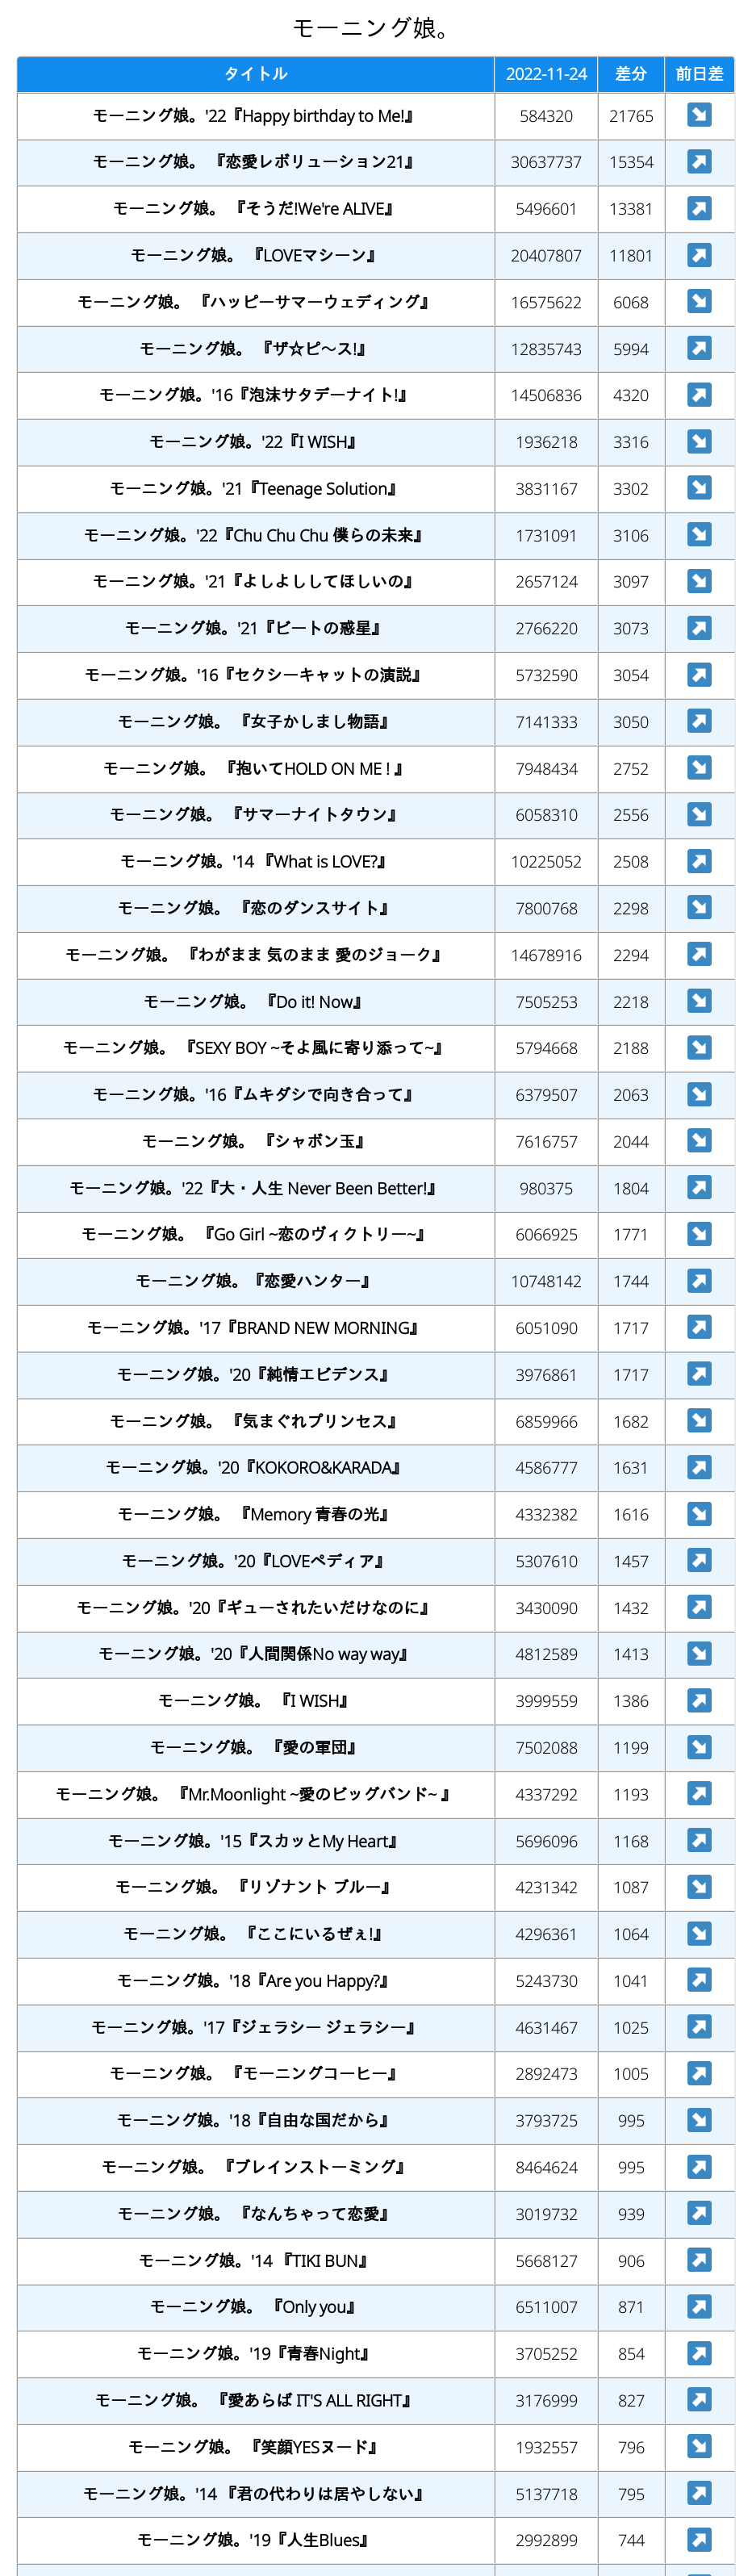 モーニング娘。
タイトル 2022-11-24 差分 前日差
モーニング娘。'22『Happy birthday to Me!』 584320 21765 ↘
モーニング娘。 『恋愛レボリューション21』 30637737 15354 ↗
モーニング娘。 『そうだ!We're ALIVE』 5496601 13381 ↗
モーニング娘。 『LOVEマシーン』 20407807 11801 ↗
モーニング娘。 『ハッピーサマーウェディング』 16575622 6068 ↘
モーニング娘。 『ザ☆ピ〜ス!』 12835743 5994 ↗
モーニング娘。'16『泡沫サタデーナイト!』 14506836 4320 ↗
モーニング娘。'22『I WISH』 1936218 3316 ↘
モーニング娘。'21『Teenage Solution』 3831167 3302 ↘
モーニング娘。'22『Chu Chu Chu 僕らの未来』 1731091 3106 ↘
モーニング娘。'21『よしよししてほしいの』 2657124 3097 ↘
モーニング娘。'21『ビートの惑星』 2766220 3073 ↗
モーニング娘。'16『セクシーキャットの演説』 5732590 3054 ↗
モーニング娘。 『女子かしまし物語』 7141333 3050 ↗
モーニング娘。 『抱いてHOLD ON ME ! 』 7948434 2752 ↘
モーニング娘。 『サマーナイトタウン』 6058310 2556 ↘
モーニング娘。'14 『What is LOVE?』 10225052 2508 ↗
モーニング娘。 『恋のダンスサイト』 7800768 2298 ↘
モーニング娘。 『わがまま 気のまま 愛のジョーク』 14678916 2294 ↗
モーニング娘。 『Do it! Now』 7505253 2218 ↘
モーニング娘。 『SEXY BOY ~そよ風に寄り添って~』 5794668 2188 ↘
モーニング娘。'16『ムキダシで向き合って』 6379507 2063 ↘
モーニング娘。 『シャボン玉』 7616757 2044 ↘
モーニング娘。'22『大・人生 Never Been Better!』 980375 1804 ↗
モーニング娘。 『Go Girl ~恋のヴィクトリー~』 6066925 1771 ↘
モーニング娘。『恋愛ハンター』 10748142 1744 ↗
モーニング娘。'17『BRAND NEW MORNING』 6051090 1717 ↗
モーニング娘。'20『純情エビデンス』 3976861 1717 ↗
モーニング娘。 『気まぐれプリンセス』 6859966 1682 ↘
モーニング娘。'20『KOKORO&KARADA』 4586777 1631 ↗
モーニング娘。 『Memory 青春の光』 4332382 1616 ↘
モーニング娘。'20『LOVEペディア』 5307610 1457 ↗
モーニング娘。'20『ギューされたいだけなのに』 3430090 1432 ↗
モーニング娘。'20『人間関係No way way』 4812589 1413 ↘
モーニング娘。 『I WISH』 3999559 1386 ↗
モーニング娘。 『愛の軍団』 7502088 1199 ↘
モーニング娘。 『Mr.Moonlight ~愛のビッグバンド~ 』 4337292 1193 ↗
モーニング娘。'15『スカッとMy Heart』 5696096 1168 ↗
モーニング娘。 『リゾナント ブルー』 4231342 1087 ↘
モーニング娘。 『ここにいるぜぇ!』 4296361 1064 ↘
モーニング娘。'18『Are you Happy?』 5243730 1041 ↗
モーニング娘。'17『ジェラシー ジェラシー』 4631467 1025 ↗
モーニング娘。 『モーニングコーヒー』 2892473 1005 ↗
モーニング娘。'18『自由な国だから』 3793725 995 ↘
モーニング娘。 『ブレインストーミング』 8464624 995 ↗
モーニング娘。 『なんちゃって恋愛』 3019732 939 ↗
モーニング娘。'14 『TIKI BUN』 5668127 906 ↗
モーニング娘。 『Only you』 6511007 871 ↗
モーニング娘。'19『青春Night』 3705252 854 ↗
モーニング娘。 『愛あらば IT'S ALL RIGHT』 3176999 827 ↗
モーニング娘。 『笑顔YESヌード』 1932557 796 ↘
モーニング娘。'14 『君の代わりは居やしない』 5137718 795 ↗
モーニング娘。'19『人生Blues』 2992899 744 ↗